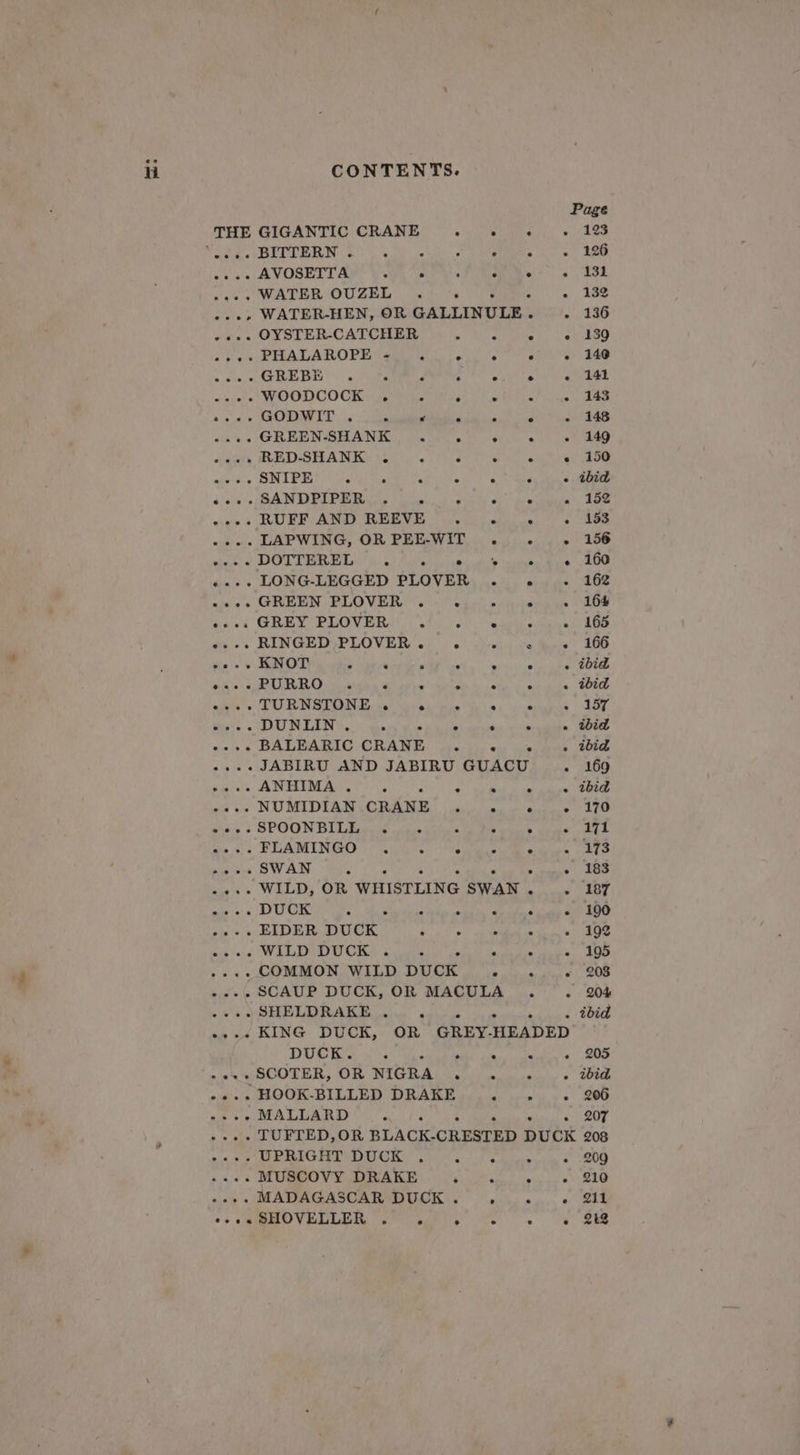 ii CONTENTS.
Page
THE GIGANTIC CRANE . . . . 123
.... BITTERN . . . . . . . 126
.... AVOSETTA . . . . . 131
.... WATER OUZEL . . . . . 132
.... WATER-HEN, OR GALLINULE . . 136
.... OYSTER-CATCHER . . . . 139
.... PHALAROPE - . . . . . 140
.... GREBE . . . . . . . 141
.... WOODCOCK . . . . . . 143
.... GODWIT . . . . . . . 148
.... GREEN-SHANK . . . . . 149
.... RED-SHANK . . . . . . 150
.... SNIPE . . . . . . . ibid
.... SANDPIPER . . . . . . 152
.... RUFF AND REEVE . . . . 153
.... LAPWING, OR PEE-WIT . . . 156
.... DOTTEREL . . . . . . 160
.... LONG-LEGGED PLOVER . . . 162
.... GREEN PLOVER . . . . . 164
.... GREY PLOVER . . . . . 165
.... RINGED PLOVER . . . . . 166
.... KNOT . . . . . . . ibid
.... PURRO . . . . . . . ibid
.... TURNSTONE . . . . . . 157
.... DUNLIN . . . . . . . ibid
.... BALEARIC CRANE . . . . ibid
.... JABIRU AND JABIRU GUACU . 169
.... ANHIMA . . . . . . . ibid
.... NUMIDIAN CRANE . . . . 170
.... SPOONBILL . . . . . . 171
.... FLAMINGO . . . . . . 173
.... SWAN . . . . . . . 183
.... WILD, OR WHISTLING SWAN . . 187
.... DUCK . . . . . . . 190
.... EIDER DUCK . . . . . 192
.... WILD DUCK . . . . . . 195
.... COMMON WILD DUCK . . . 203
.... SCAUP DUCK, OR MACULA . . 204
.... SHELDRAKE . . . . . . ibid
.... KING DUCK, OR GREY-HEADED
DUCK . . . . . . . 205
.... SCOTER, OR NIGRA . . . . ibid
.... HOOK-BILLED DRAKE . . . 206
.... MALLARD . . . . . . 207
.... TUFTED, OR BLACK-CRESTED DUCK 208
.... UPRIGHT DUCK . . . . . 209
.... MUSCOVY DRAKE . . . . 210
.... MADAGASCAR DUCK . . . . 211
.... SHOVELLER . . . . . . 212